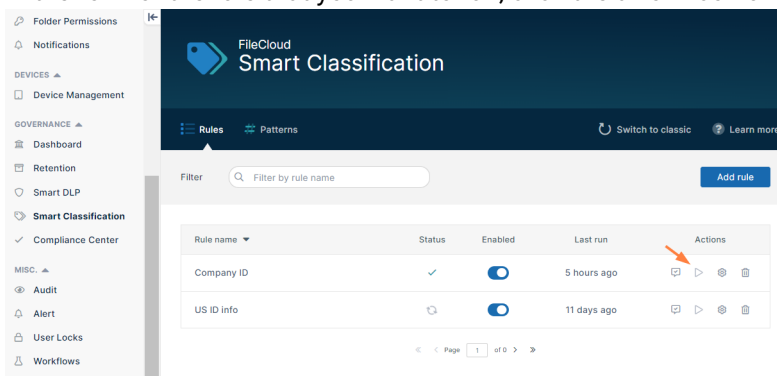 Folder Permissions
Notifications
DEVICES
Device Management
GOVERNANCE
Dashboard
Retention
Smart DLP
Smart Classification
Compliance Center
MISC.
Audit
Alert
User Locks
Workflows
FileCloud
Smart Classification
Rules Patterns Switch to classic Learn more
Filter Filter by rule name Add rule
Rule name Status Enabled Last run Actions
Company ID 5 hours ago
US ID info 11 days ago
Page 1 of 0